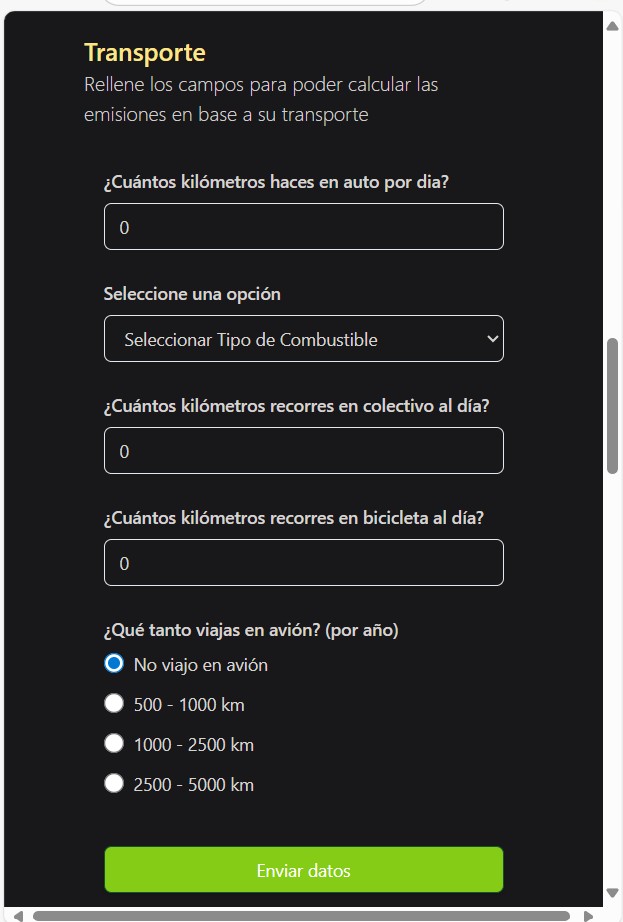 Transporte
Rellene los campos para poder calcular las
emisiones en base a su transporte
¿Cuántos kilómetros haces en auto por dia?
0
Seleccione una opción
Seleccionar Tipo de Combustible
¿Cuántos kilómetros recorres en colectivo al día?
0
¿Cuántos kilómetros recorres en bicicleta al día?
0
¿Qué tanto viajas en avión? (por año)
No viajo en avión
500 - 1000 km
1000 - 2500 km
2500 - 5000 km
Enviar datos